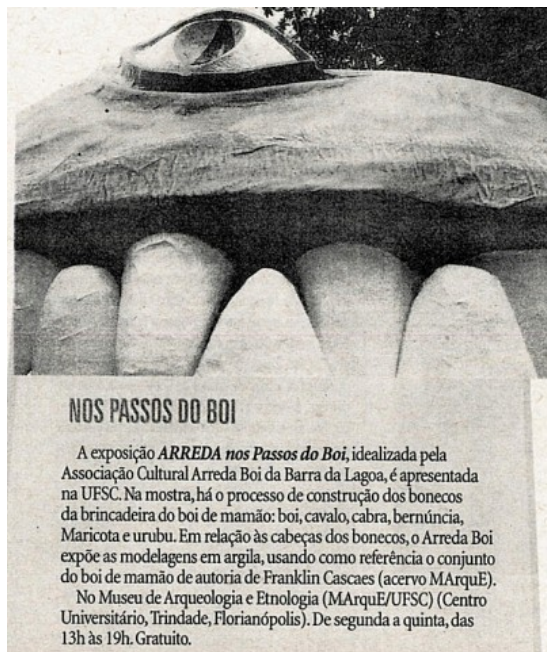 NOS PASSOS DO BOI
A exposição ARREDA nos Passos do Boi, idealizada pela
Associação Cultural Arreda Boi da Barra da Lagoa, é apresentada
na UFSC. Na mostra, há o processo de construção dos bonecos
da brincadeira do boi de mamão: boi, cavalo, cabra, bernúncia,
Maricota e urubu. Em relação às cabeças dos bonecos, o Arreda Boi
expõe as modelagens em argila, usando como referência o conjunto
do boi de mamão de autoria de Franklin Cascaes (acervo MArquE).
No Museu de Arqueologia e Etnologia (MArquE/UFSC) (Centro
Universitário, Trindade, Florianópolis). De segunda a quinta, das
13h às 19h. Gratuito.